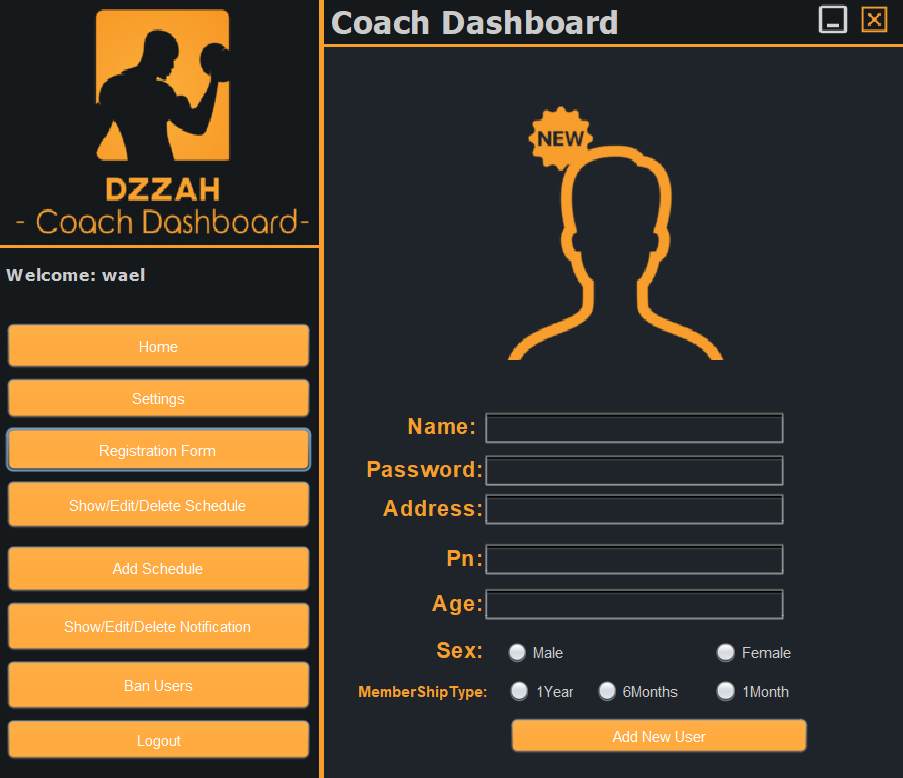 DZZAH
- Coach Dashboard-
Welcome: wael
Home
Settings
Registration Form
Show/Edit/Delete Schedule
Add Schedule
Show/Edit/Delete Notification
Ban Users
Logout
Coach Dashboard
NEW
Name:
Password:
Address:
Pn:
Age:
Sex: Male Female
MemberShipType: 1Year 6Months 1Month
Add New User